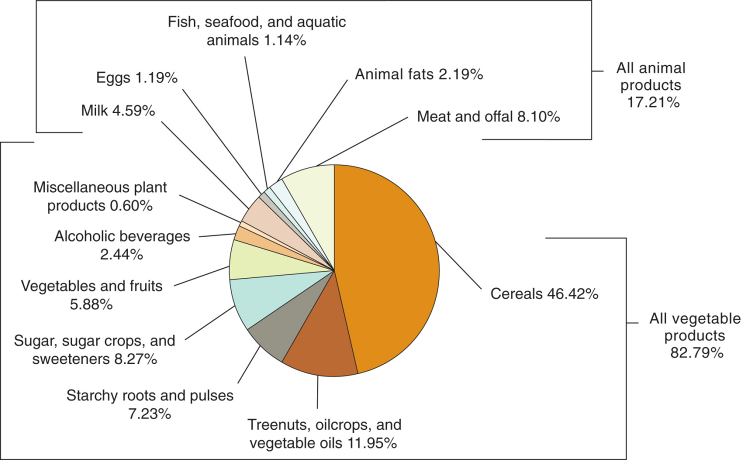 Fish, seafood, and aquatic
animals 1.14%
Eggs 1.19%
Animal fats 2.19%
All animal
products
17.21%
Milk 4.59%
Meat and offal 8.10%
Miscellaneous plant
products 0.60%
Alcoholic beverages
2.44%
Vegetables and fruits
5.88%
Cereals 46.42%
All vegetable
products
82.79%
Sugar, sugar crops, and
sweeteners 8.27%
Starchy roots and pulses
7.23%
Treenuts, oilcrops, and
vegetable oils 11.95%